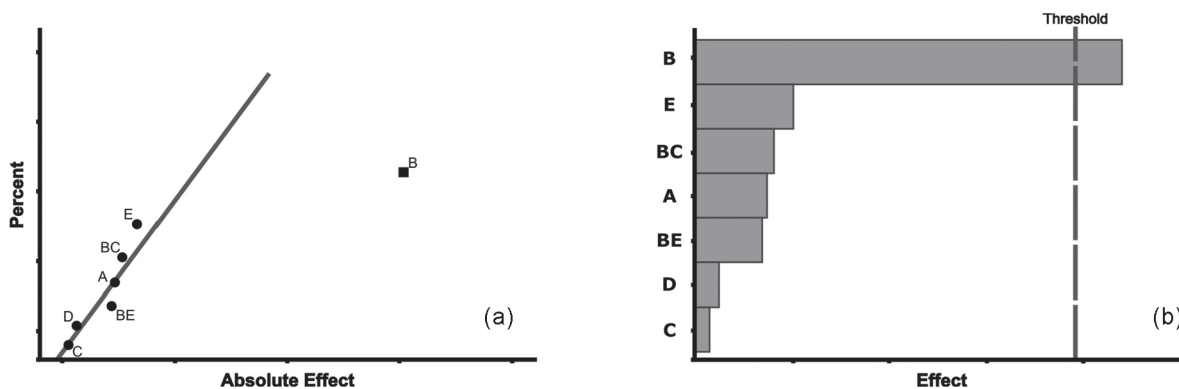 Percent
B
E
BC
A
D
BE
C
(a)
Absolute Effect
Threshold
B
E
BC
A
BE
D
C
(b)
Effect